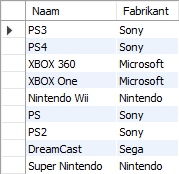 Naam Fabrikant
PS3 Sony
PS4 Sony
XBOX 360 Microsoft
XBOX One Microsoft
Nintendo Wii Nintendo
PS Sony
PS2 Sony
DreamCast Sega
Super Nintendo Nintendo